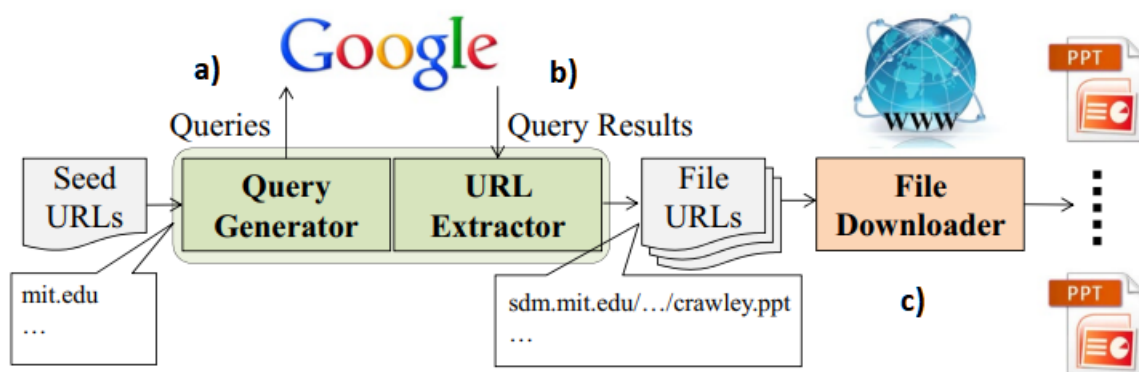 a)
Google
b)
Queries
Query Results
WWW
PPT
Seed
URLs
Query
Generator
URL
Extractor
File
URLs
File
Downloader
mit.edu
…
sdm.mit.edu/…/crawley.ppt
…
c)
PPT